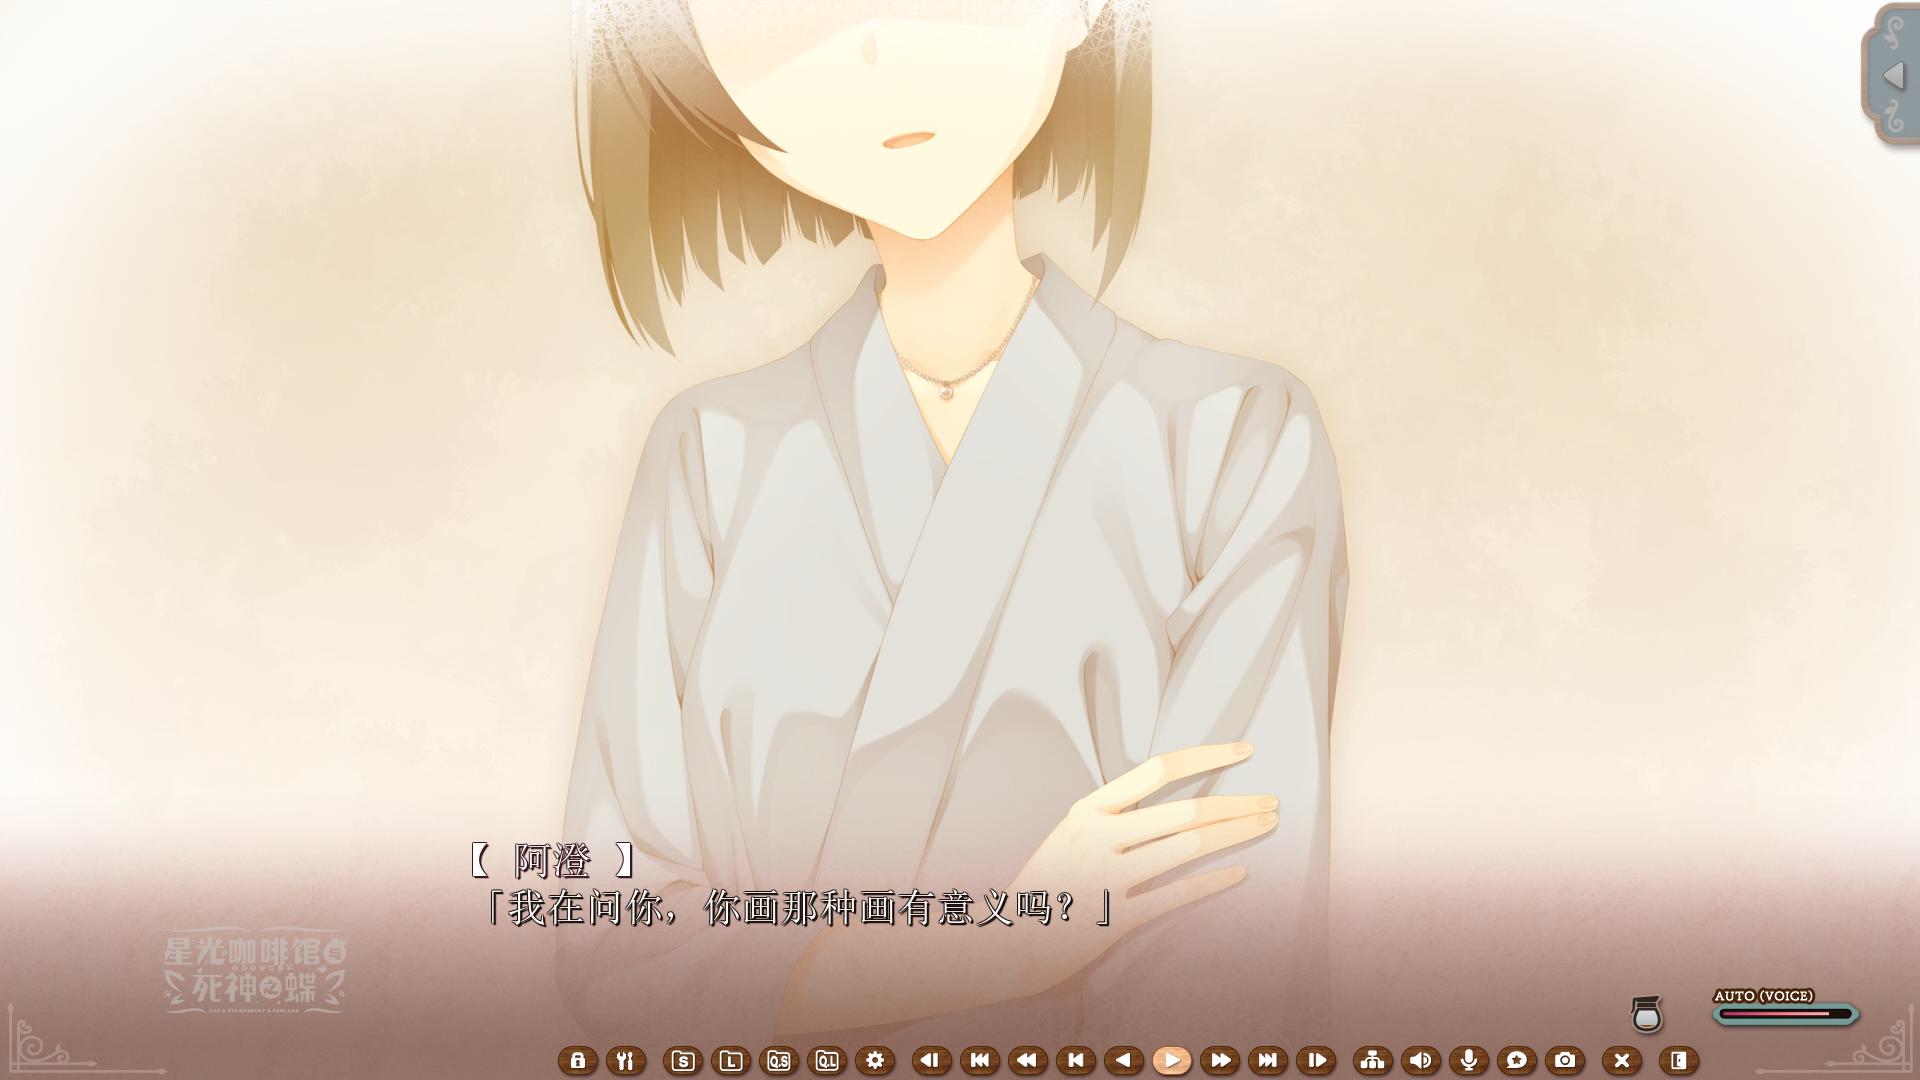 【 阿澄 】
「我在问你，你画那种画有意义吗？」
星光咖啡馆与
死神之蝶
AUTO (VOICE)
S
L
Q.S
Q.L